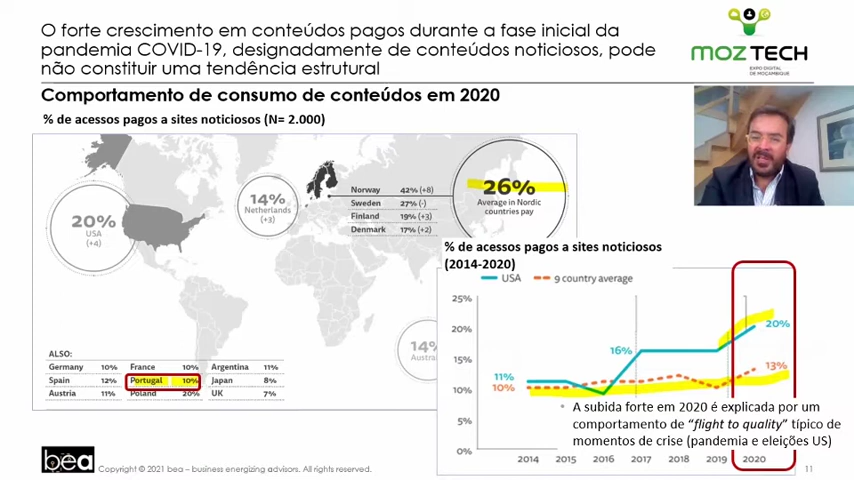 O forte crescimento em conteúdos pagos durante a fase inicial da
pandemia COVID-19, designadamente de conteúdos noticiosos, pode
não constituir uma tendência estrutural
MOZTECH
EXPO DIGITAL
DE MOÇAMBIQUE
Comportamento de consumo de conteúdos em 2020
% de acessos pagos a sites noticiosos (N= 2.000)
20%
USA
(+4)
14%
Netherlands
(+3)
Norway 42% (+8)
Sweden 27% (-)
Finland 19% (+3)
Denmark 17% (+2)
26%
Average in Nordic
countries pay
14%
Austra
ALSO:
Germany 10% France 10% Argentina 11%
Spain 12% Portugal 10% Japan 8%
Austria 11% Poland 20% UK 7%
% de acessos pagos a sites noticiosos
(2014-2020)
USA 9 country average
25%
20%
15%
10%
5%
0%
11%
10%
16%
20%
13%
2014 2015 2016 2017 2018 2019 2020
• A subida forte em 2020 é explicada por um
comportamento de “flight to quality” típico de
momentos de crise (pandemia e eleições US)
bea
Copyright © 2021 bea – business energizing advisors. All rights reserved.
11